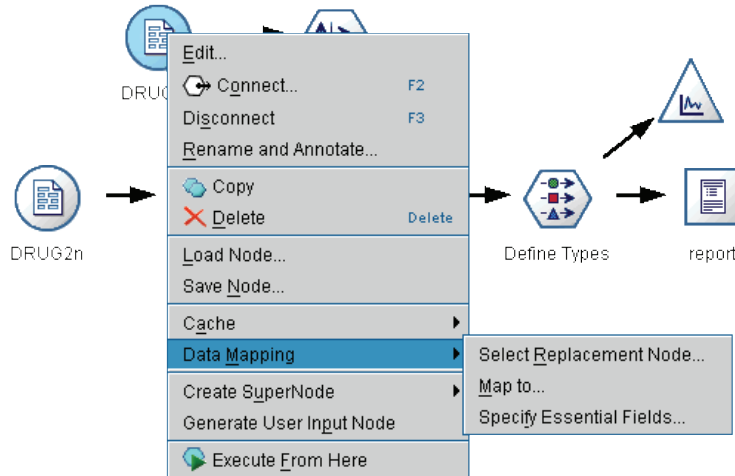 Edit...
Connect... F2
DRUG
Disconnect F3
Rename and Annotate...
Copy
Delete Delete
DRUG2n
Define Types
report
Load Node...
Save Node...
Cache
Data Mapping
Select Replacement Node...
Map to...
Specify Essential Fields...
Create SuperNode
Generate User Input Node
Execute From Here